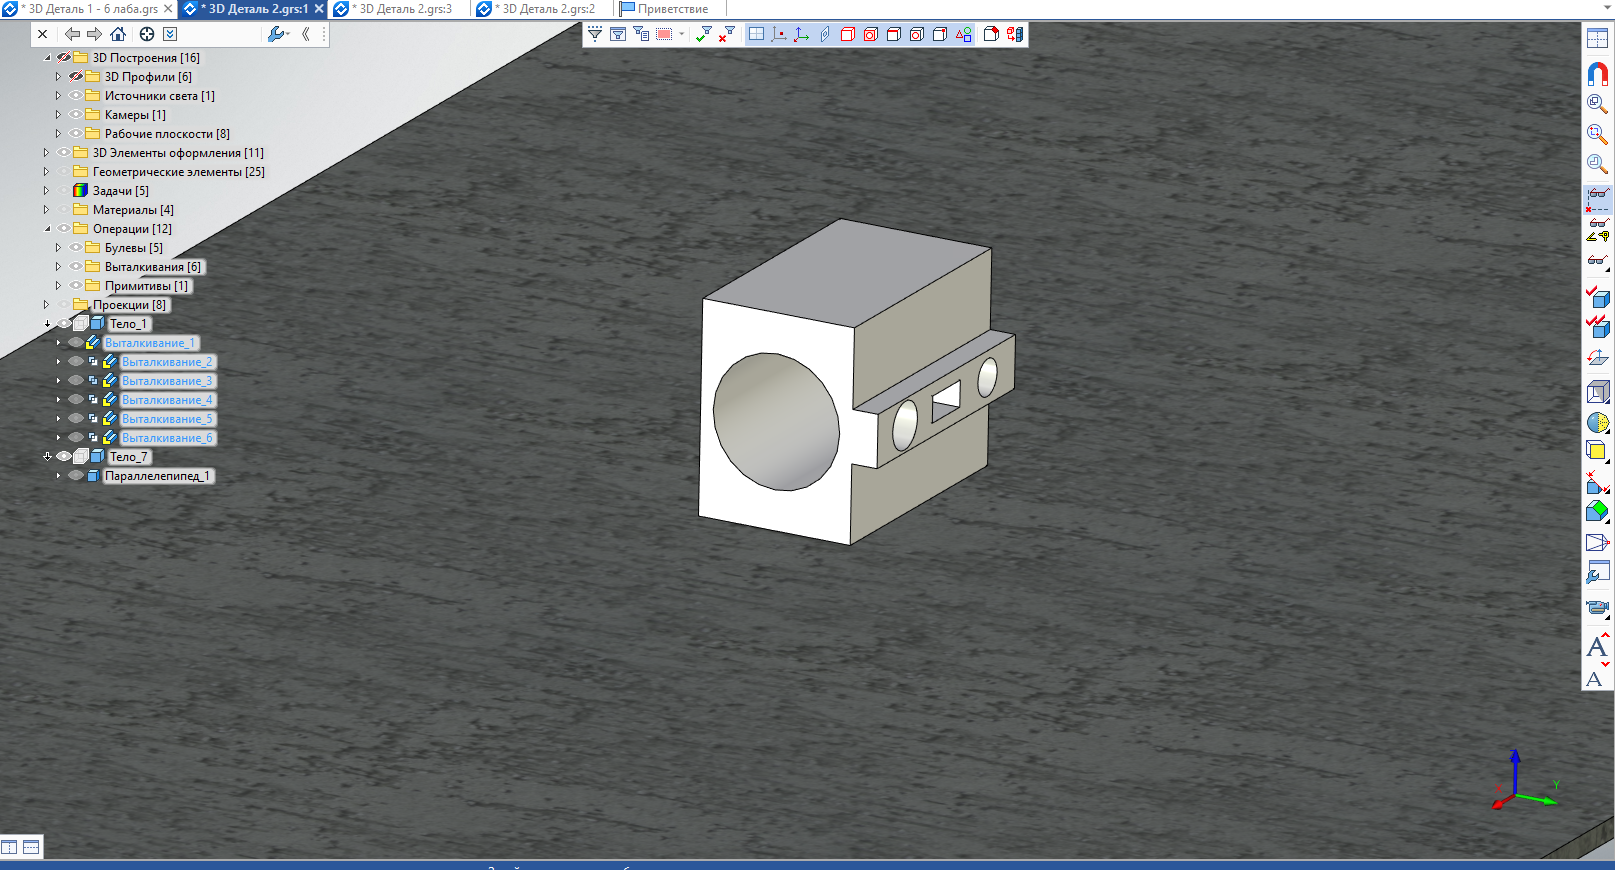 * 3D Деталь 1 - 6 лаба.grs
* 3D Деталь 2.grs:1
* 3D Деталь 2.grs:3
* 3D Деталь 2.grs:2
Приветствие
3D Построения [16]
3D Профили [6]
Источники света [1]
Камеры [1]
Рабочие плоскости [8]
3D Элементы оформления [11]
Геометрические элементы [25]
Задачи [5]
Материалы [4]
Операции [12]
Булевы [5]
Выталкивания [6]
Примитивы [1]
Проекции [8]
Тело_1
Выталкивание_1
Выталкивание_2
Выталкивание_3
Выталкивание_4
Выталкивание_5
Выталкивание_6
Тело_7
Параллелепипед_1
A
A
Z
X
Y